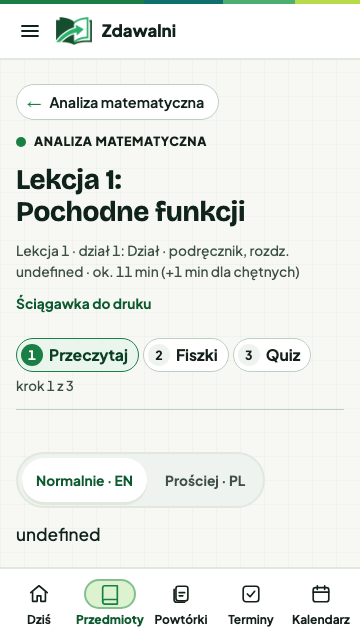 Zdawalni
← Analiza matematyczna
ANALIZA MATEMATYCZNA
Lekcja 1:
Pochodne funkcji
Lekcja 1 · dział 1: Dział · podręcznik, rozdz.
undefined · ok. 11 min (+1 min dla chętnych)
Ściągawka do druku
1 Przeczytaj 2 Fiszki 3 Quiz
krok 1 z 3
Normalnie · EN Prościej · PL
undefined
Dziś Przedmioty Powtórki Terminy Kalendarz